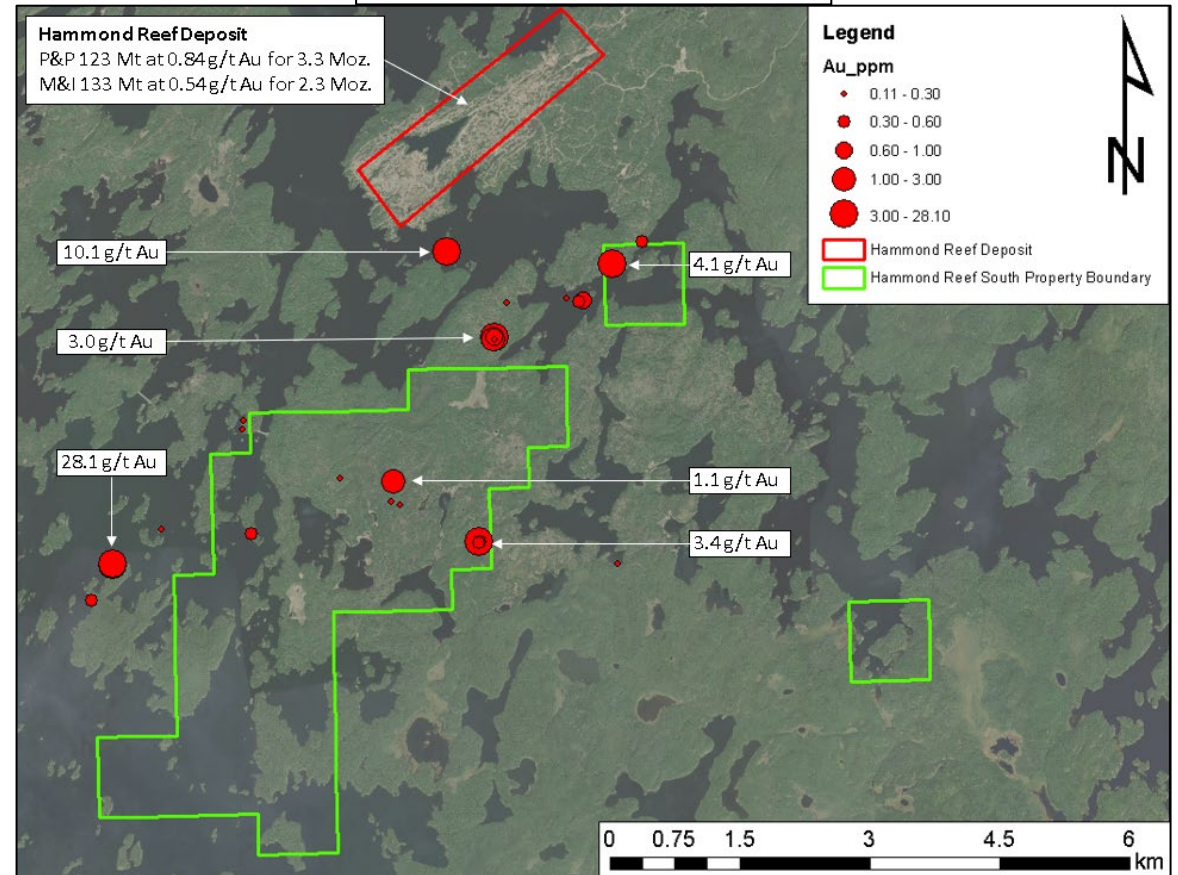 Hammond Reef Deposit
P&P 123 Mt at 0.84 g/t Au for 3.3 Moz.
M&I 133 Mt at 0.54 g/t Au for 2.3 Moz.
Legend
Au_ppm
0.11 - 0.30
0.30 - 0.60
0.60 - 1.00
1.00 - 3.00
3.00 - 28.10
Hammond Reef Deposit
Hammond Reef South Property Boundary
N
10.1 g/t Au
4.1 g/t Au
3.0 g/t Au
28.1 g/t Au
1.1 g/t Au
3.4 g/t Au
0 0.75 1.5 3 4.5 6
km